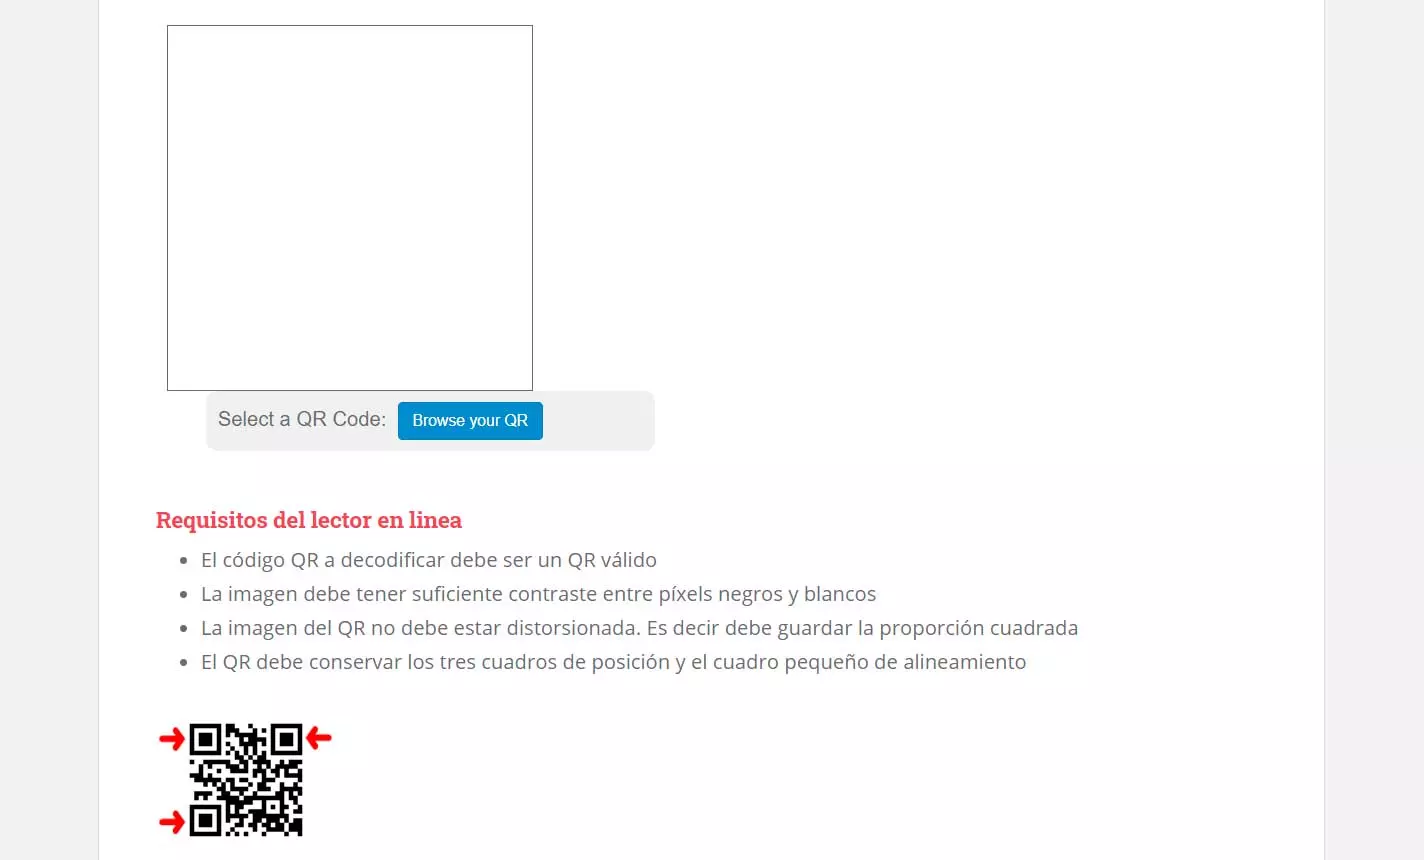 Select a QR Code:
Browse your QR
Requisitos del lector en linea
El código QR a decodificar debe ser un QR válido
La imagen debe tener suficiente contraste entre píxels negros y blancos
La imagen del QR no debe estar distorsionada. Es decir debe guardar la proporción cuadrada
El QR debe conservar los tres cuadros de posición y el cuadro pequeño de alineamiento